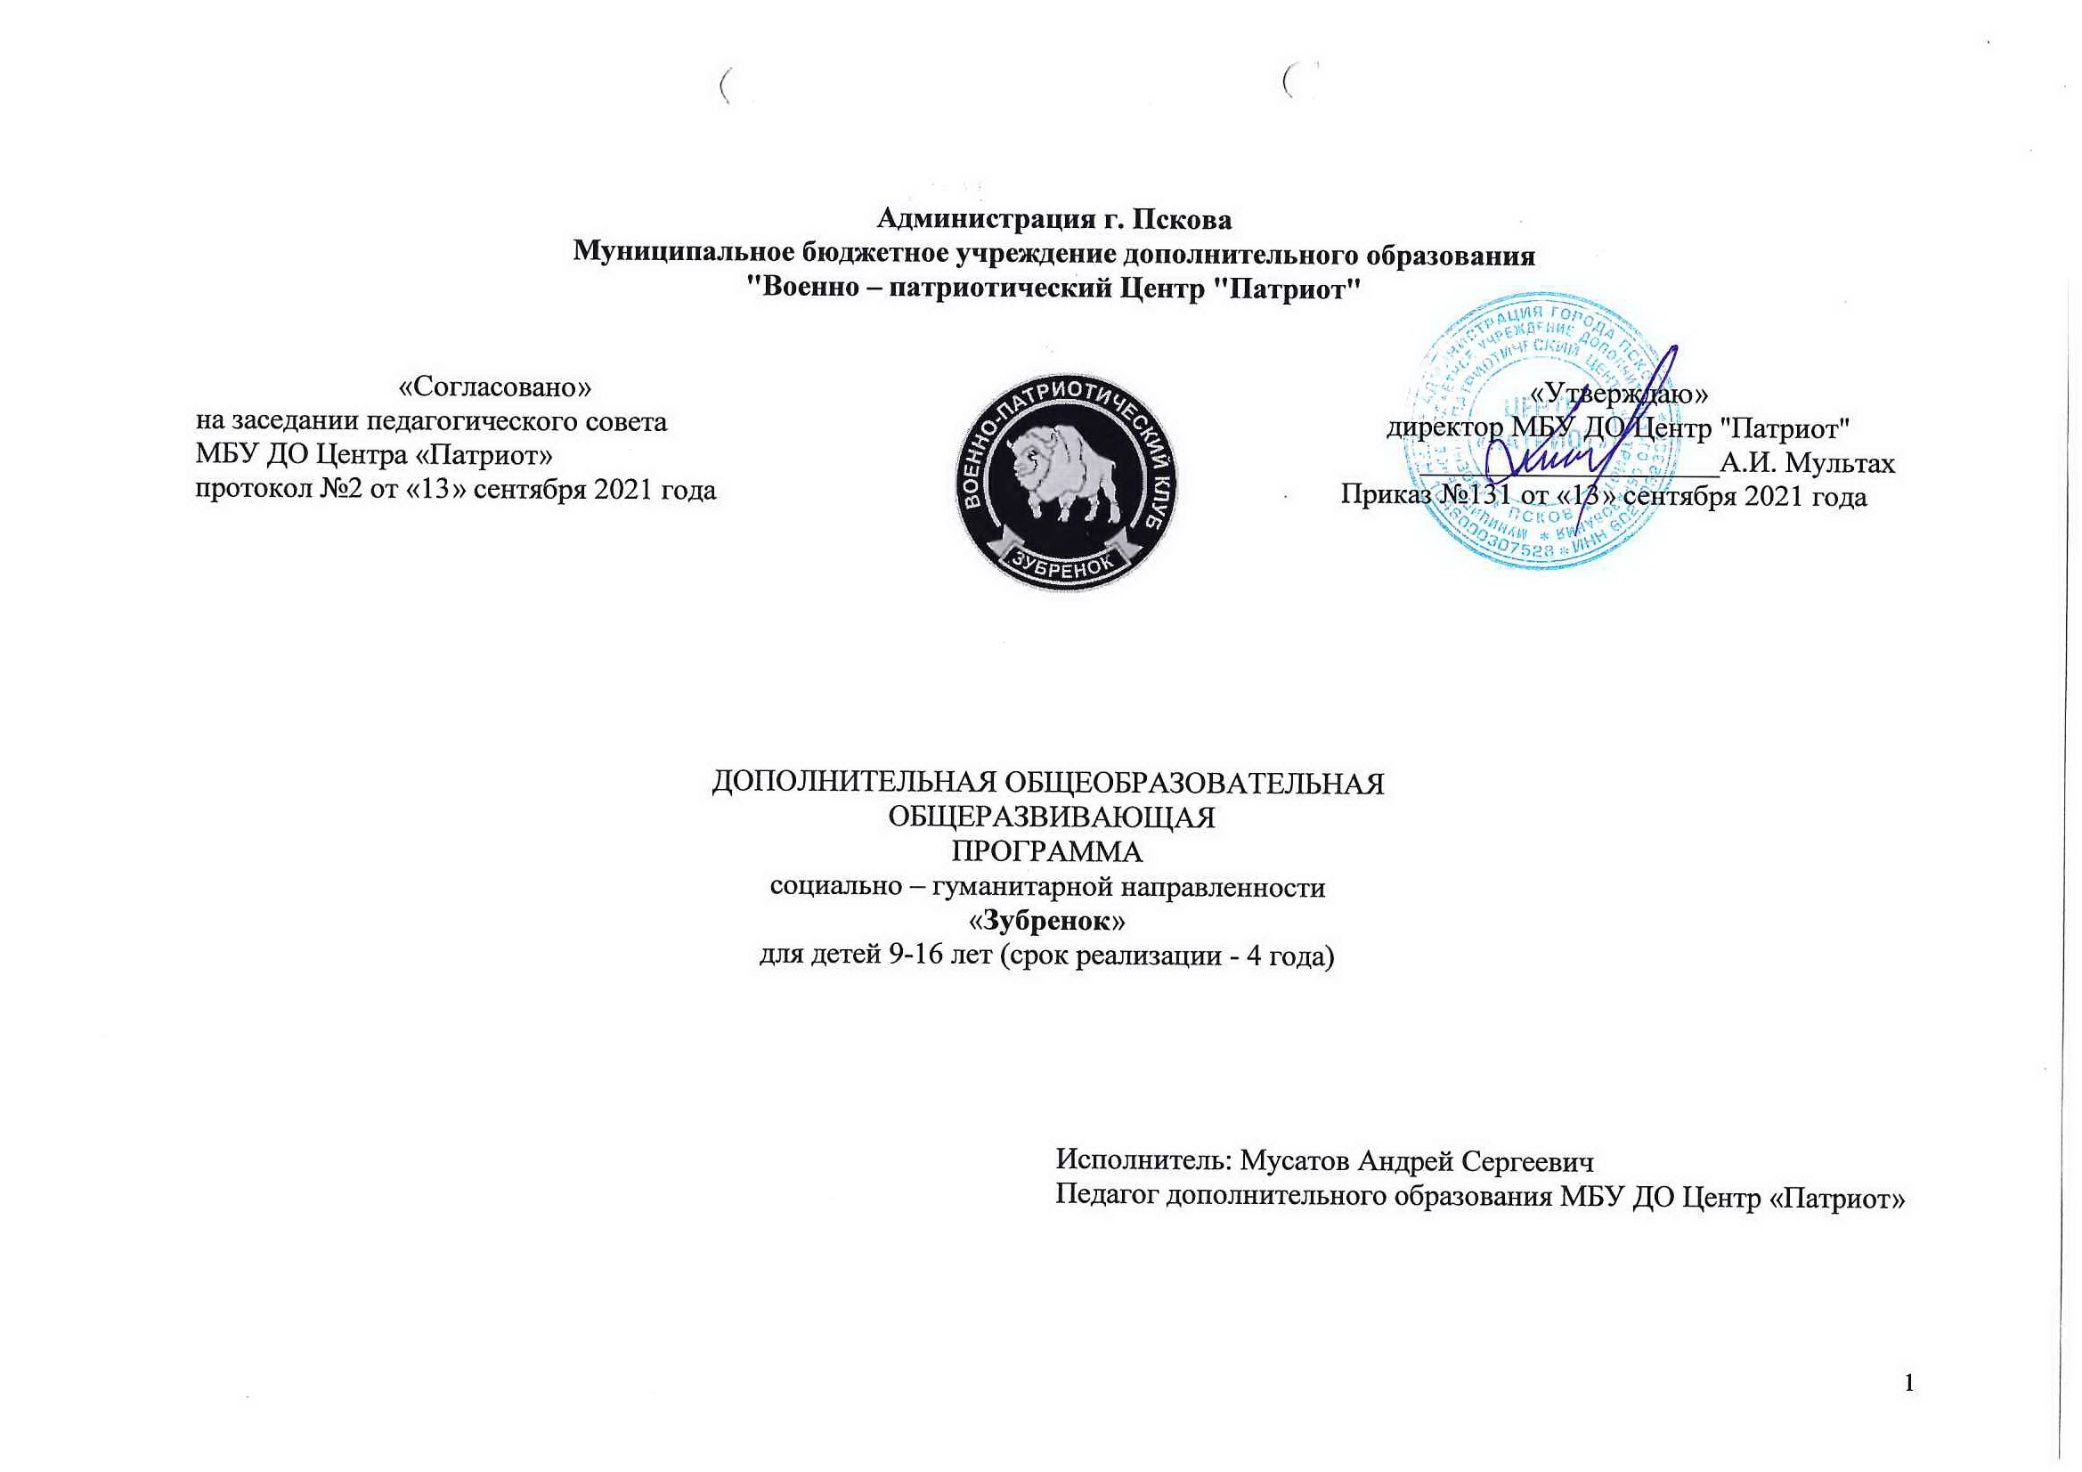 Администрация г. Пскова
Муниципальное бюджетное учреждение дополнительного образования
"Военно – патриотический Центр "Патриот"
«Согласовано»
на заседании педагогического совета
МБУ ДО Центра «Патриот»
протокол №2 от «13» сентября 2021 года
ВОЕННО-ПАТРИОТИЧЕСКИЙ КЛУБ
ЗУБРЕНОК
«Утверждаю»
директор МБУ ДО Центр "Патриот"
А.И. Мультах
Приказ №131 от «13» сентября 2021 года
ДОПОЛНИТЕЛЬНАЯ ОБЩЕОБРАЗОВАТЕЛЬНАЯ
ОБЩЕРАЗВИВАЮЩАЯ
ПРОГРАММА
социально – гуманитарной направленности
«Зубренок»
для детей 9-16 лет (срок реализации - 4 года)
Исполнитель: Мусатов Андрей Сергеевич
Педагог дополнительного образования МБУ ДО Центр «Патриот»
1